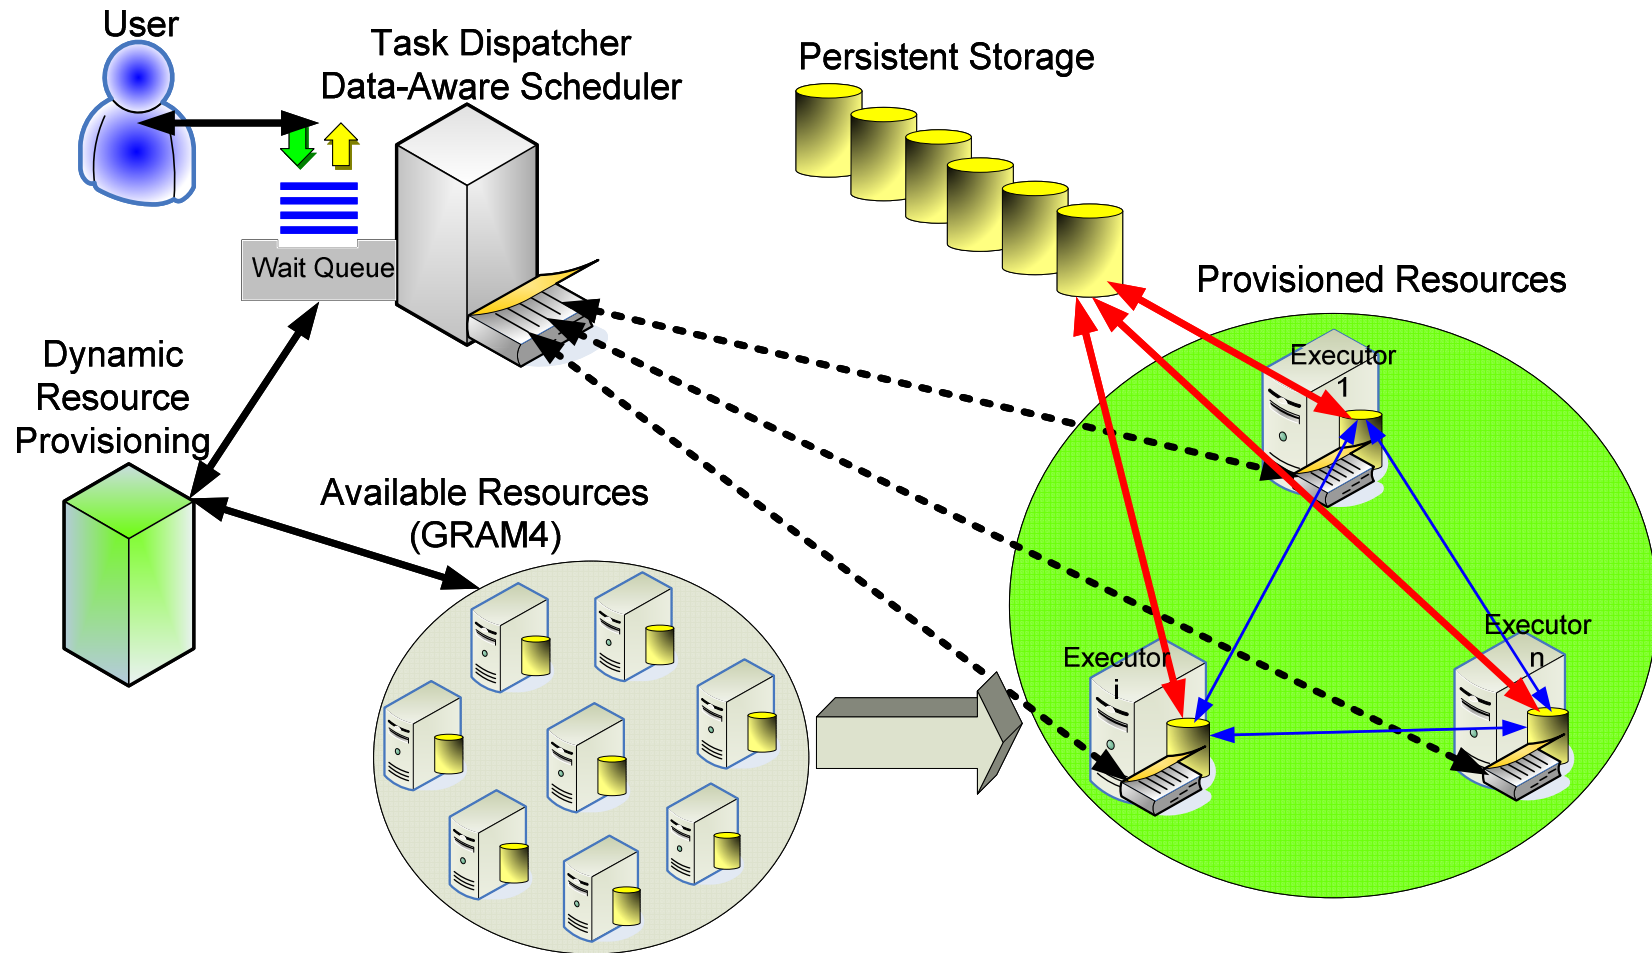 User
Task Dispatcher
Data-Aware Scheduler
Persistent Storage
Wait Queue
Provisioned Resources
Dynamic
Resource
Provisioning
Executor
1
Available Resources
(GRAM4)
Executor
i
Executor
n